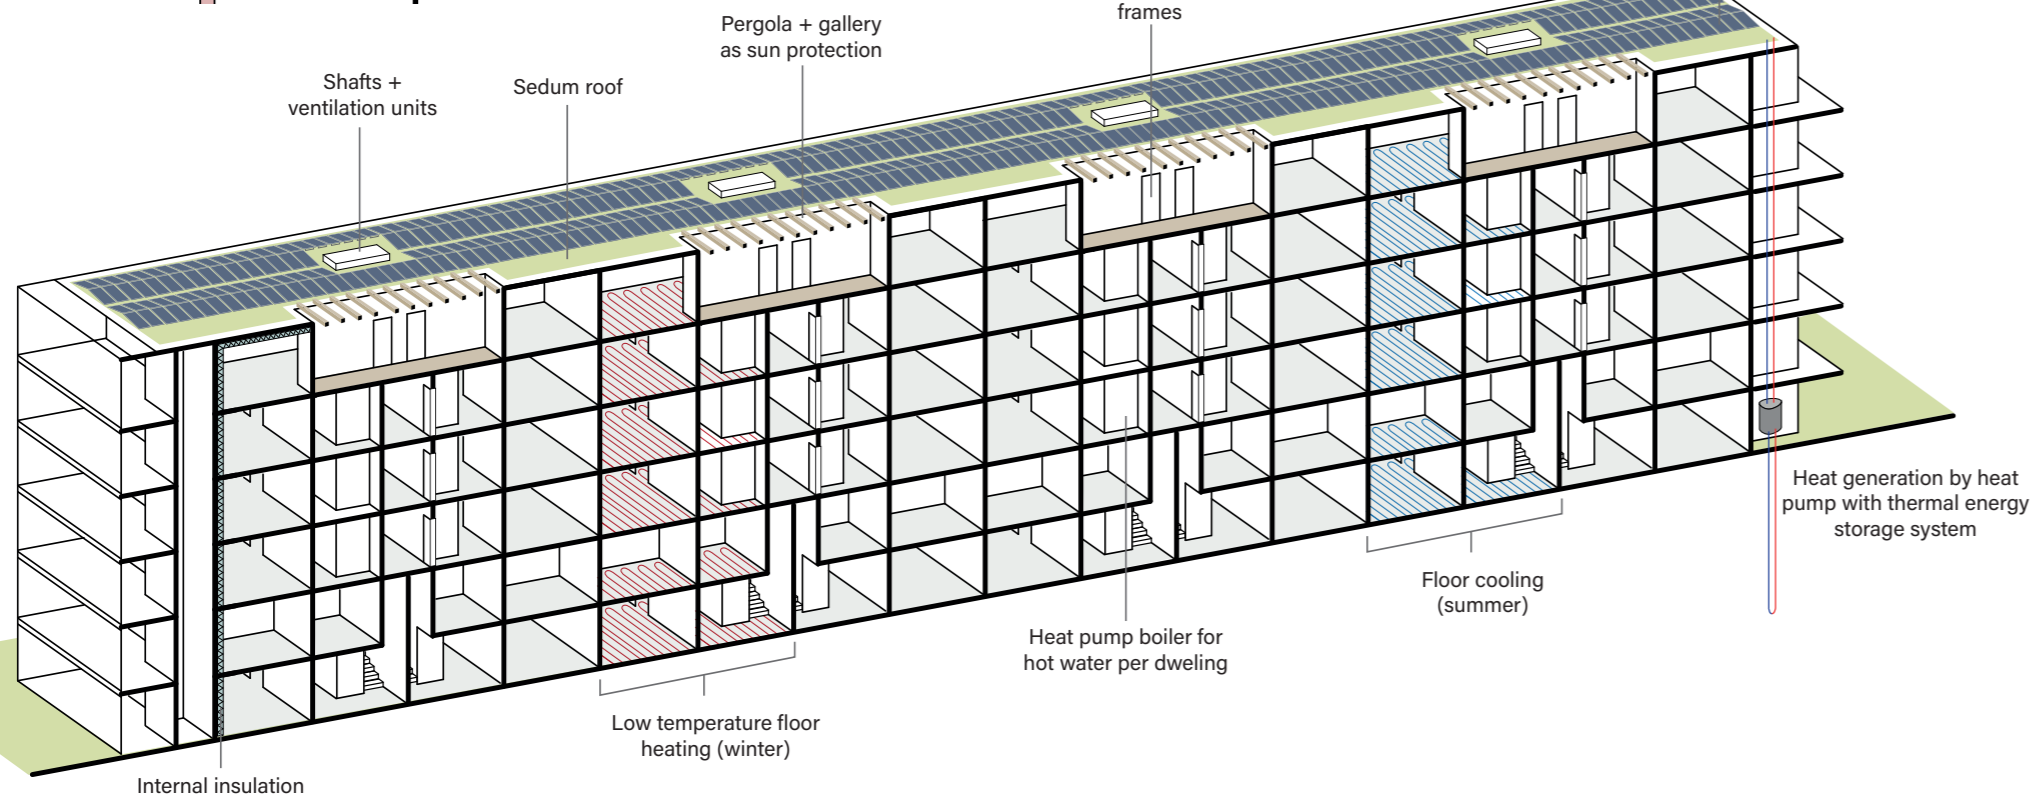 frames
Pergola + gallery
as sun protection
Shafts +
ventilation units
Sedum roof
Heat generation by heat
pump with thermal energy
storage system
Floor cooling
(summer)
Heat pump boiler for
hot water per dweling
Low temperature floor
heating (winter)
Internal insulation